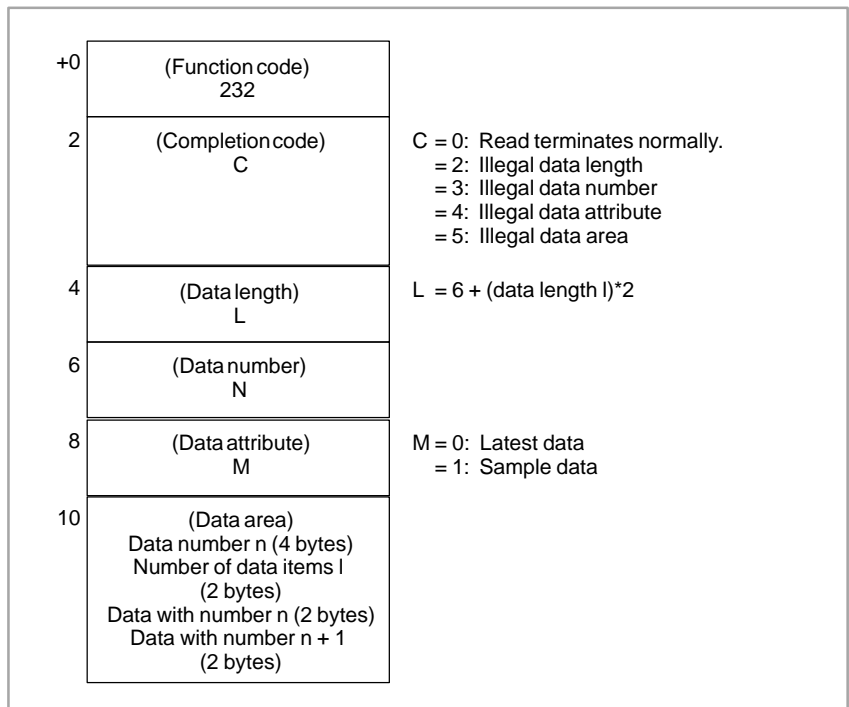 +0
(Function code)
232
2
(Completion code)
C
C = 0: Read terminates normally.
= 2: Illegal data length
= 3: Illegal data number
= 4: Illegal data attribute
= 5: Illegal data area
4
(Data length)
L
L = 6 + (data length l)*2
6
(Data number)
N
8
(Data attribute)
M
M = 0: Latest data
= 1: Sample data
10
(Data area)
Data number n (4 bytes)
Number of data items l
(2 bytes)
Data with number n (2 bytes)
Data with number n + 1
(2 bytes)